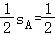 1/2 s_A = 1/2